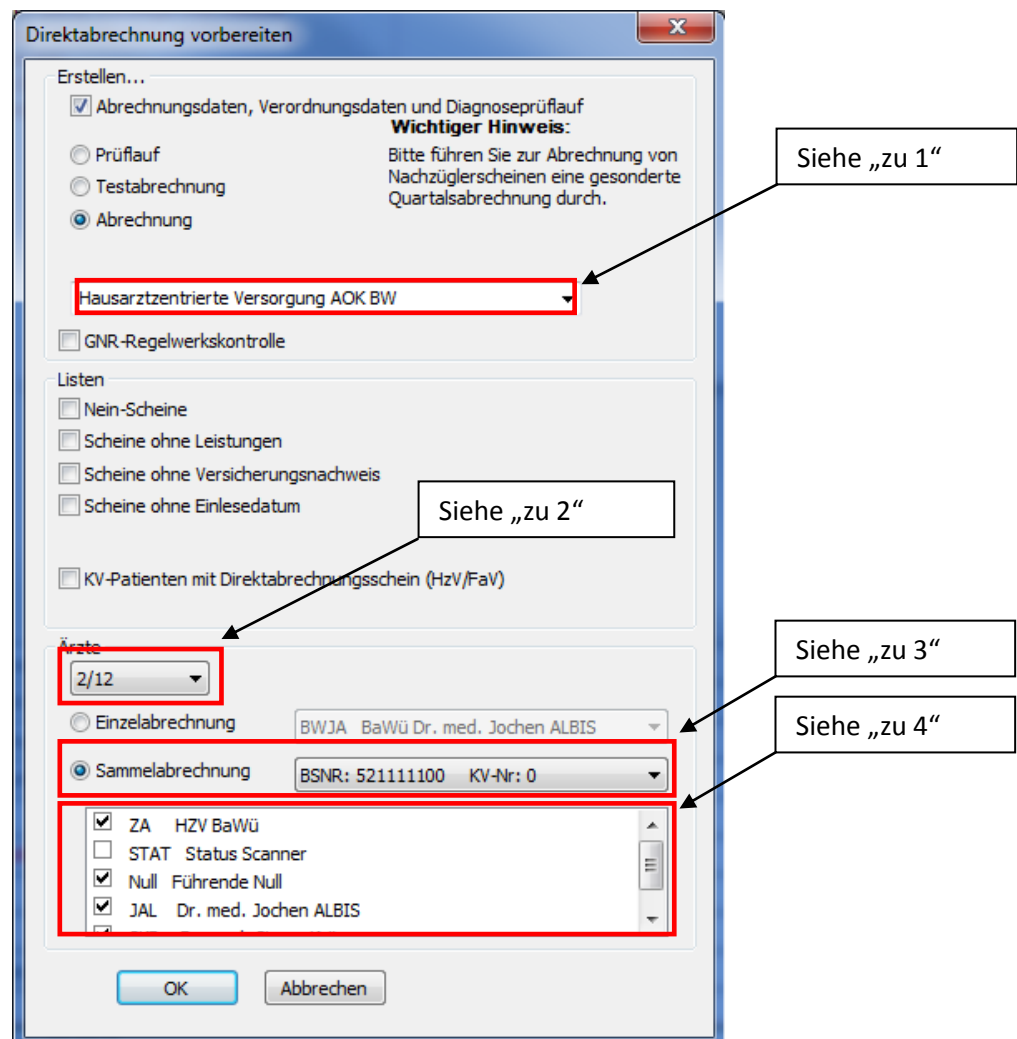 Direktabrechnung vorbereiten
Erstellen...
Abrechnungsdaten, Verordnungsdaten und Diagnoseprüflauf
Wichtiger Hinweis:
Prüflauf
Bitte führen Sie zur Abrechnung von
Nachzüglerscheinen eine gesonderte
Quartalsabrechnung durch.
Testabrechnung
Abrechnung
Siehe „zu 1“
Hausarztzentrierte Versorgung AOK BW
GNR-Regelwerkskontrolle
Listen
Nein-Scheine
Scheine ohne Leistungen
Scheine ohne Versicherungsnachweis
Scheine ohne Einlesedatum
Siehe „zu 2“
KV-Patienten mit Direktabrechnungsschein (HzV/FaV)
Ärzte
2/12
Siehe „zu 3“
Einzelabrechnung
BWJA BaWü Dr. med. Jochen ALBIS
Siehe „zu 4“
Sammelabrechnung
BSNR: 521111100 KV-Nr: 0
ZA HZV BaWü
STAT Status Scanner
Null Führende Null
JAL Dr. med. Jochen ALBIS
OK
Abbrechen